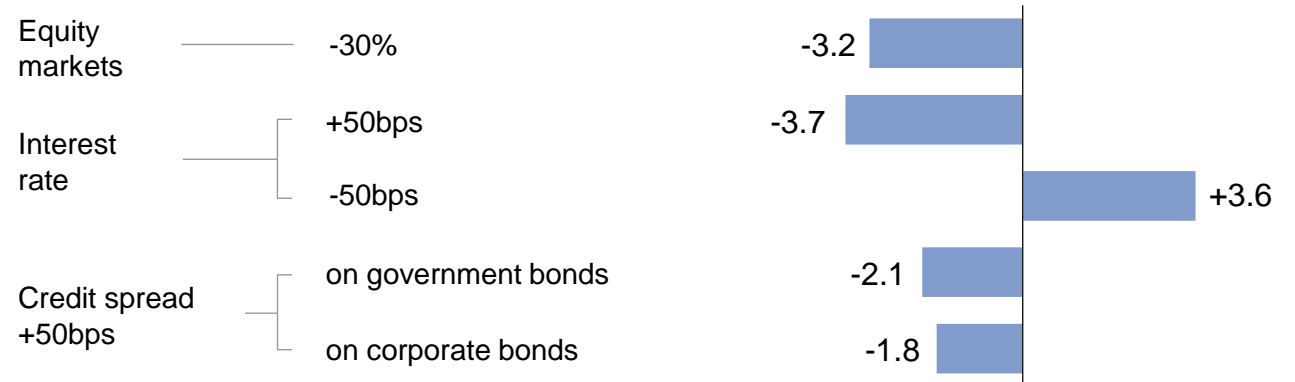 Equity
markets
-30%
-3.2
Interest
rate
+50bps
-3.7
-50bps
+3.6
Credit spread
+50bps
on government bonds
-2.1
on corporate bonds
-1.8